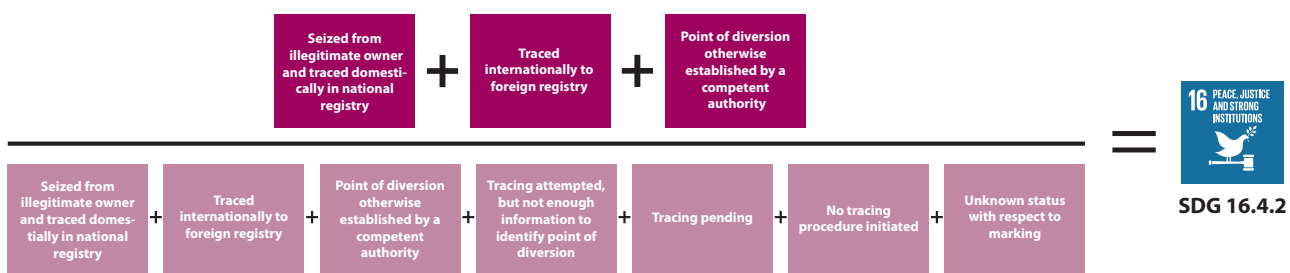 Seized from
illegitimate owner
and traced domesti-
cally in national
registry
+
Traced
internationally to
foreign registry
+
Point of diversion
otherwise
established by a
competent
authority
=
16 PEACE, JUSTICE
AND STRONG
INSTITUTIONS
SDG 16.4.2
Seized from
illegitimate owner
and traced domes-
tially in national
registry
+
Traced
internationally to
foreign registry
+
Point of diversion
otherwise
established by a
competent
authority
+
Tracing attempted,
but not enough
information to
identify point of
diversion
+
Tracing pending
+
No tracing
procedure initiated
+
Unknown status
with respect to
marking